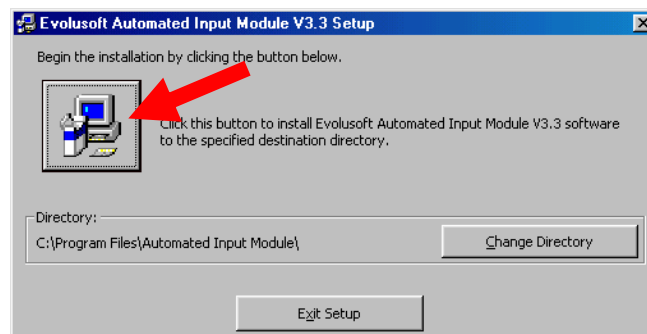 Evolusoft Automated Input Module V3.3 Setup
Begin the installation by clicking the button below.
Click this button to install Evolusoft Automated Input Module V3.3 software
to the specified destination directory.
Directory:
C:\Program Files\Automated Input Module\
Change Directory
Exit Setup